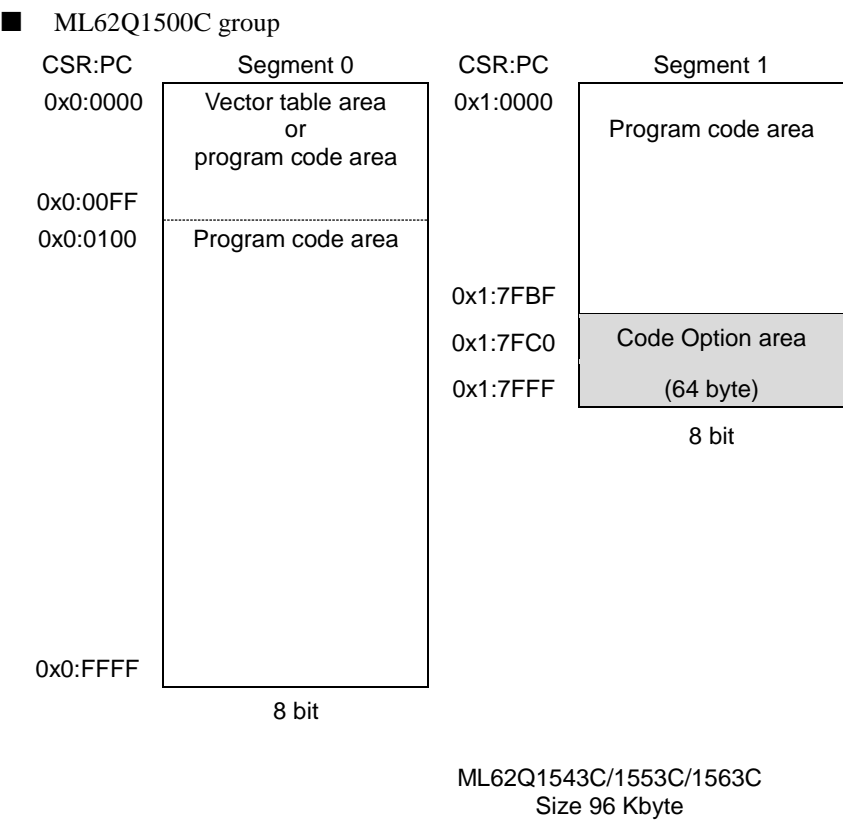 ■ ML62Q1500C group
CSR:PC Segment 0 CSR:PC Segment 1
0x0:0000 Vector table area 0x1:0000
or
program code area
Program code area
0x0:00FF
0x0:0100 Program code area
0x1:7FBF
0x1:7FC0 Code Option area
0x1:7FFF (64 byte)
8 bit
0x0:FFFF
8 bit
ML62Q1543C/1553C/1563C
Size 96 Kbyte